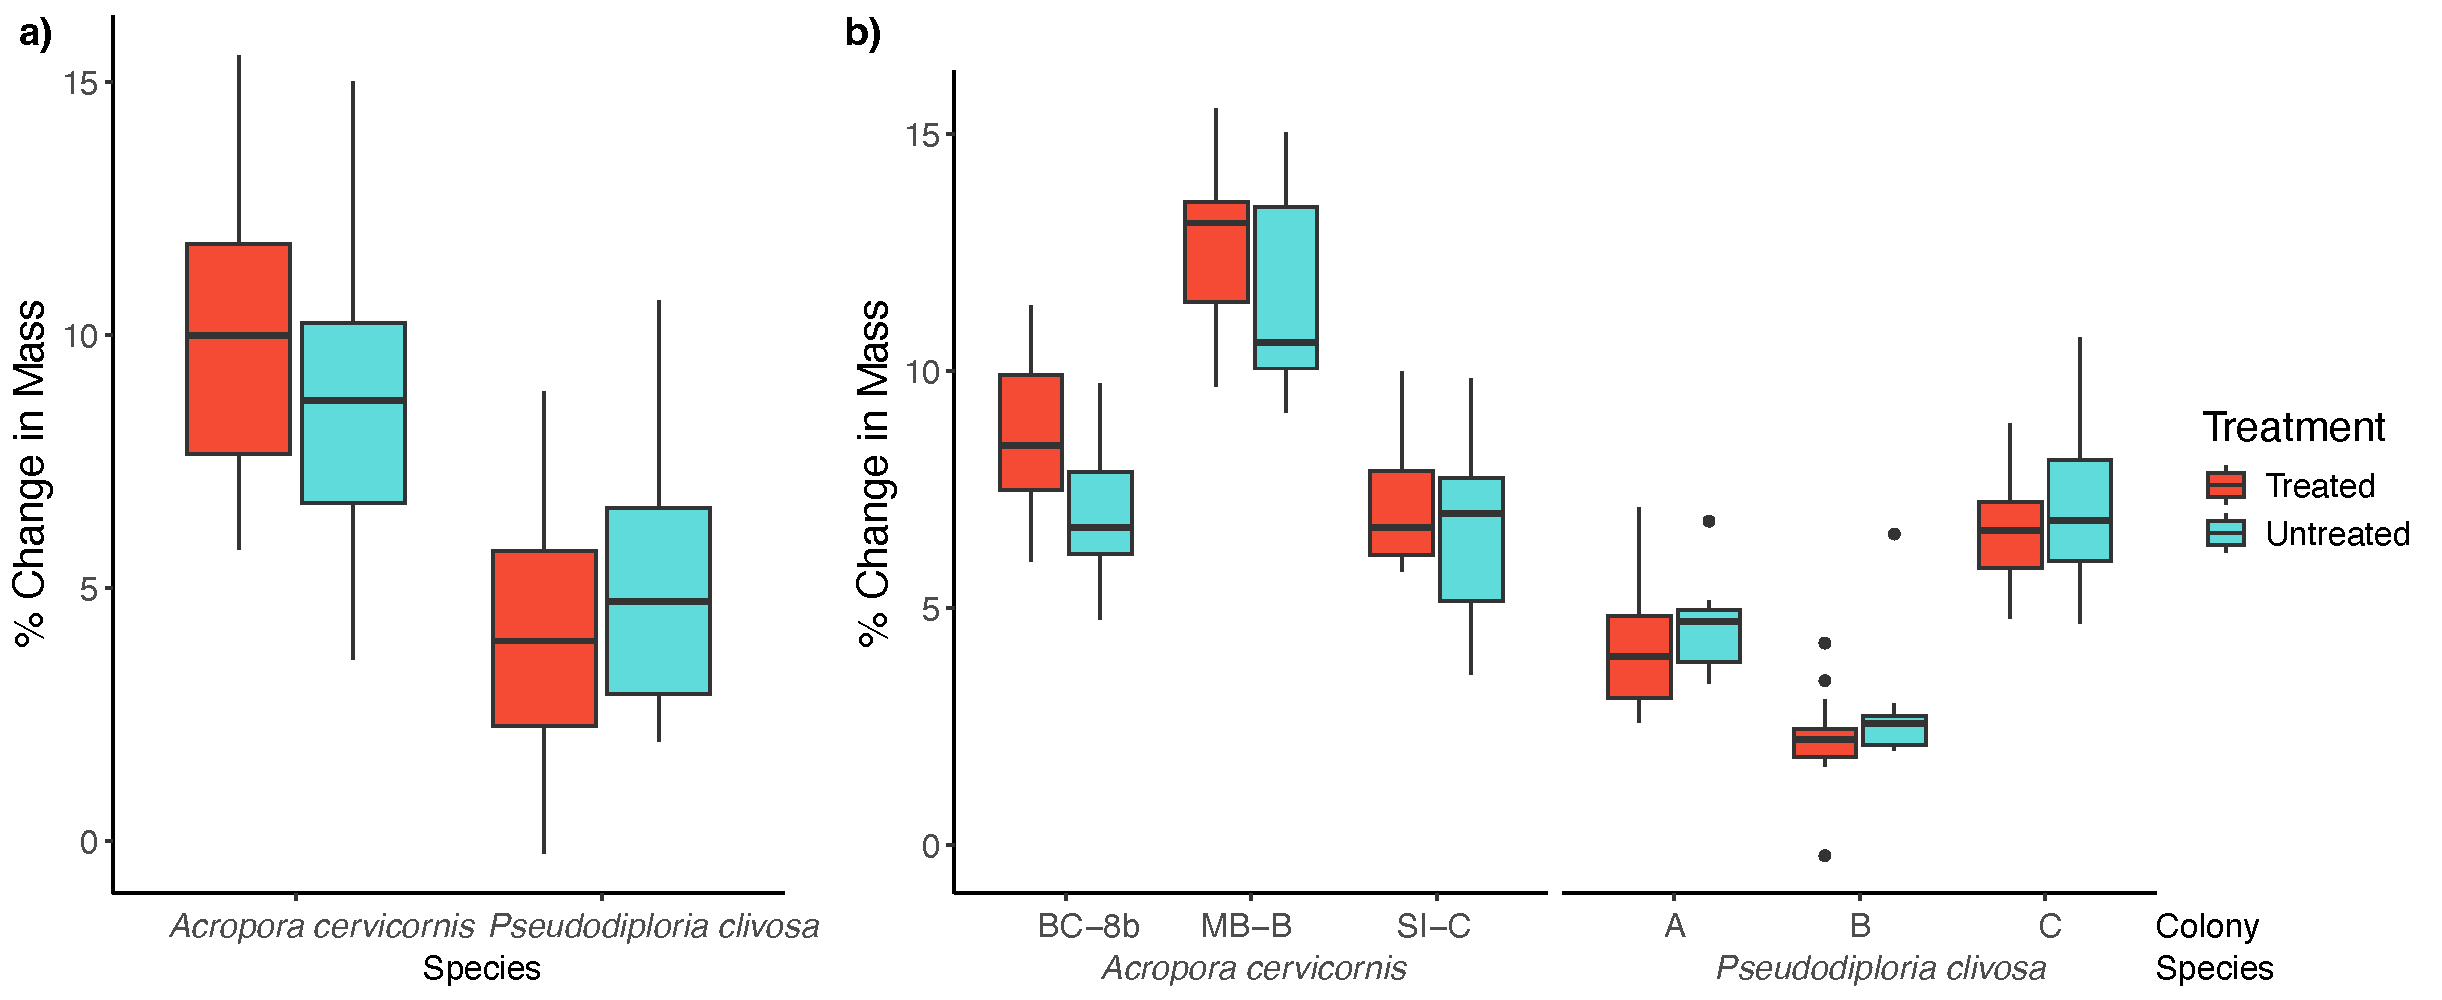 a)
% Change in Mass
15
10
5
0
Acropora cervicornis Pseudodiploria clivosa
Species
b)
% Change in Mass
15
10
5
0
BC−8b MB−B SI−C A B C Colony
Acropora cervicornis Pseudodiploria clivosa Species
Treatment
Treated
Untreated